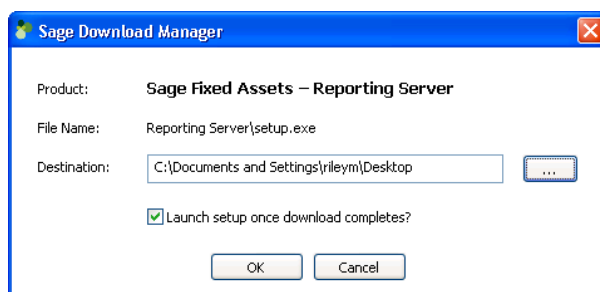 Sage Download Manager
Product: Sage Fixed Assets – Reporting Server
File Name: Reporting Server\setup.exe
Destination: C:\Documents and Settings\rileym\Desktop ...
Launch setup once download completes?
OK Cancel